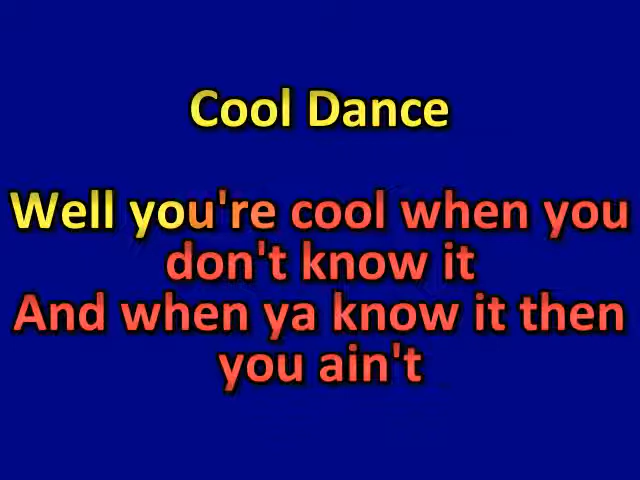 Cool Dance
Well you're cool when you
don't know it
And when ya know it then
you ain't